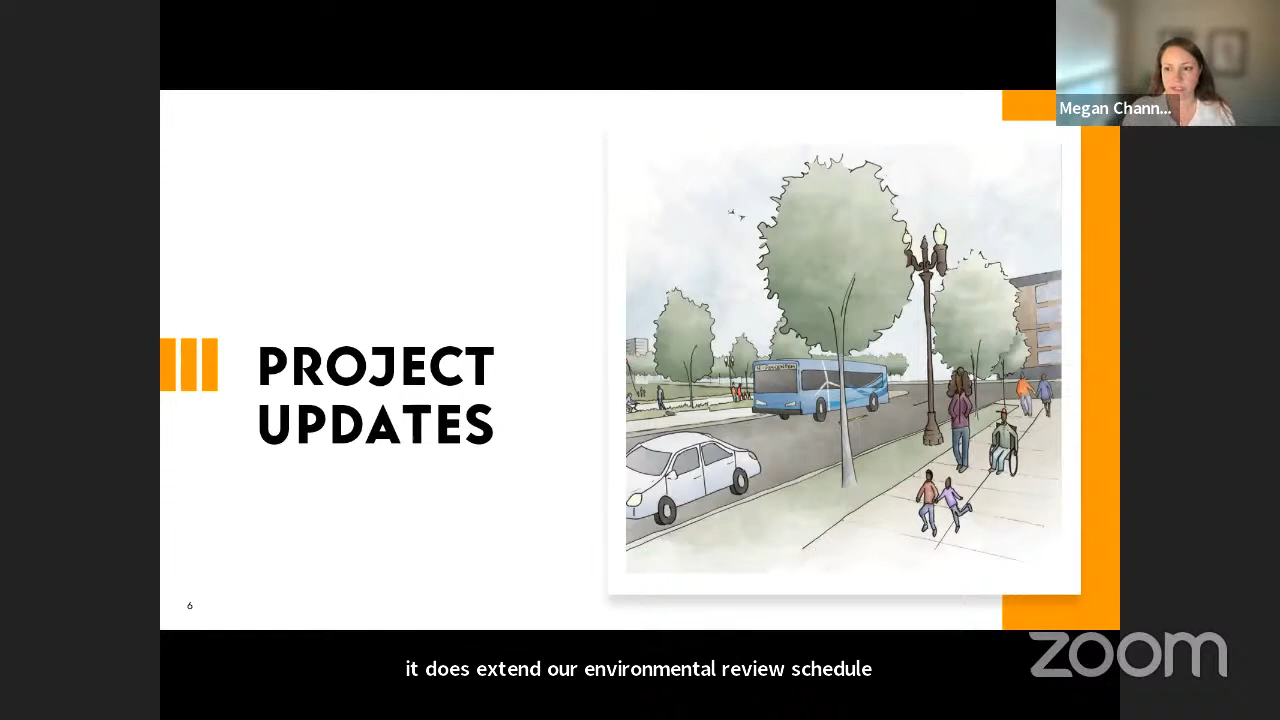 Megan Chann...
PROJECT
UPDATES
6
it does extend our environmental review schedule
zoom